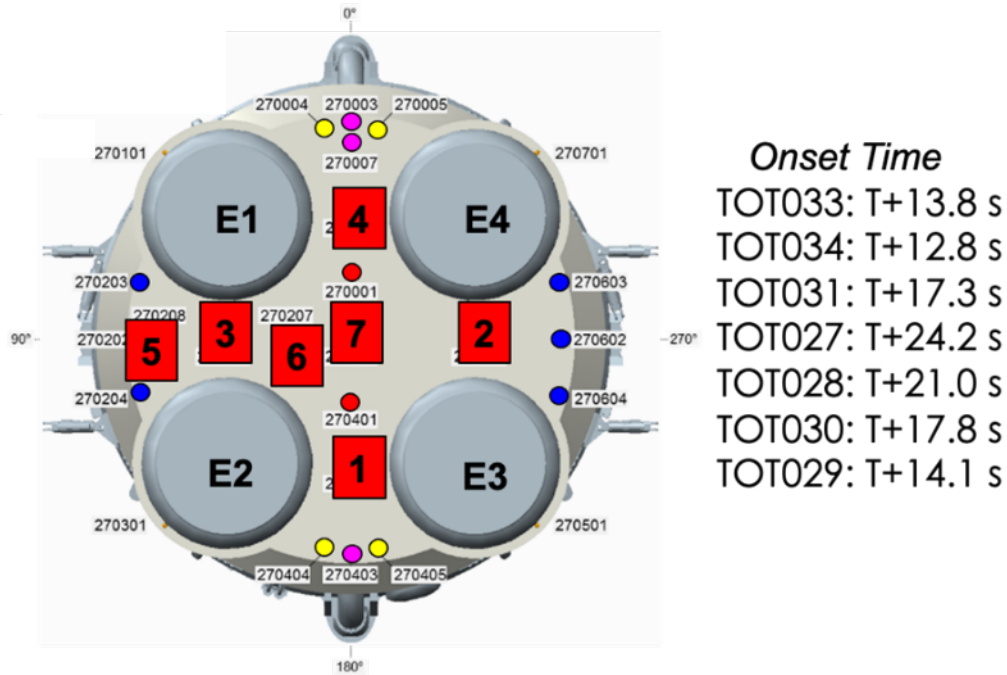 0°
270004 270003 270005
270101 270007 270701
E1 4 E4
270203 270001 270603
270208 270207
90° 270202 5 3 6 7 2 270602 270°
270204 270401 270604
E2 1 E3
270301 270501
270404 270403 270405
180°
Onset Time
TOT033: T+13.8 s
TOT034: T+12.8 s
TOT031: T+17.3 s
TOT027: T+24.2 s
TOT028: T+21.0 s
TOT030: T+17.8 s
TOT029: T+14.1 s